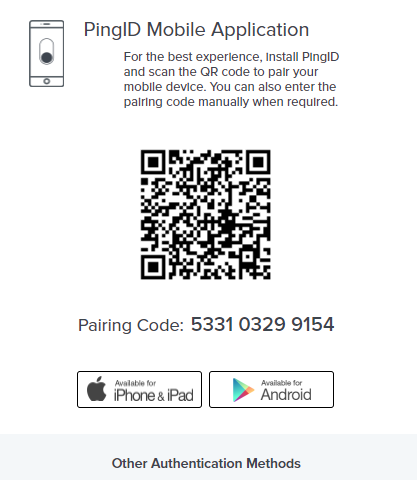 PingID Mobile Application
For the best experience, install PingID
and scan the QR code to pair your
mobile device. You can also enter the
pairing code manually when required.
Pairing Code: 5331 0329 9154
Available for
iPhone & iPad
Available for
Android
Other Authentication Methods